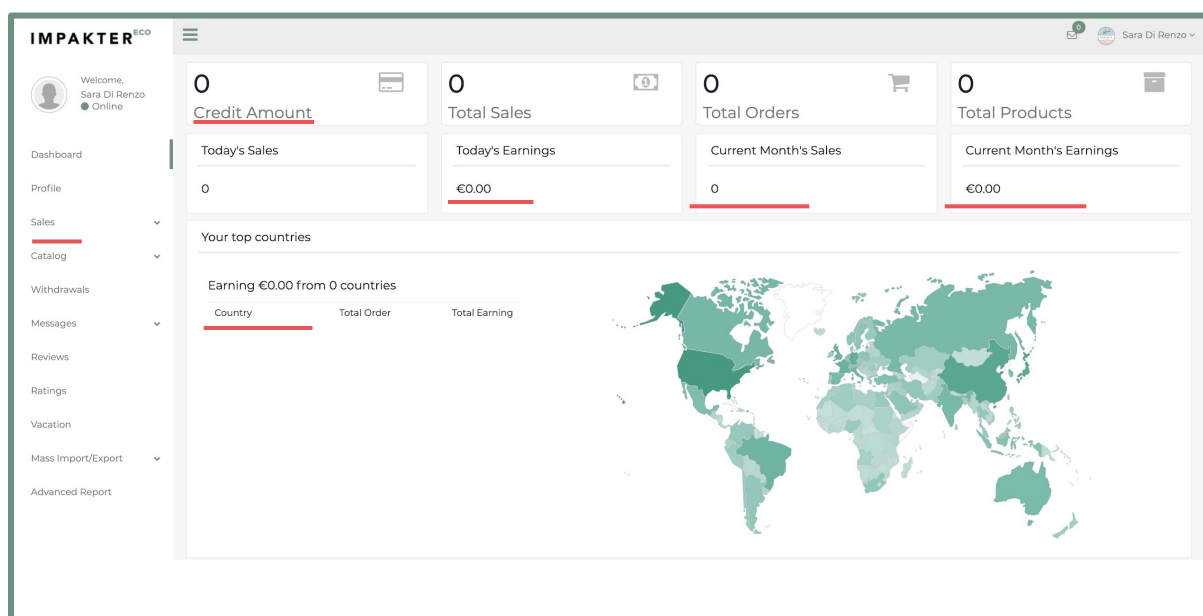 IMPAKTER ECO
0
Sara Di Renzo
Welcome,
Sara Di Renzo
Online
Dashboard
Profile
Sales
Catalog
Withdrawals
Messages
Reviews
Ratings
Vacation
Mass Import/Export
Advanced Report
0
Credit Amount
0
Total Sales
0
Total Orders
0
Total Products
Today's Sales
0
Today's Earnings
€0.00
Current Month's Sales
0
Current Month's Earnings
€0.00
Your top countries
Earning €0.00 from 0 countries
Country Total Order Total Earning